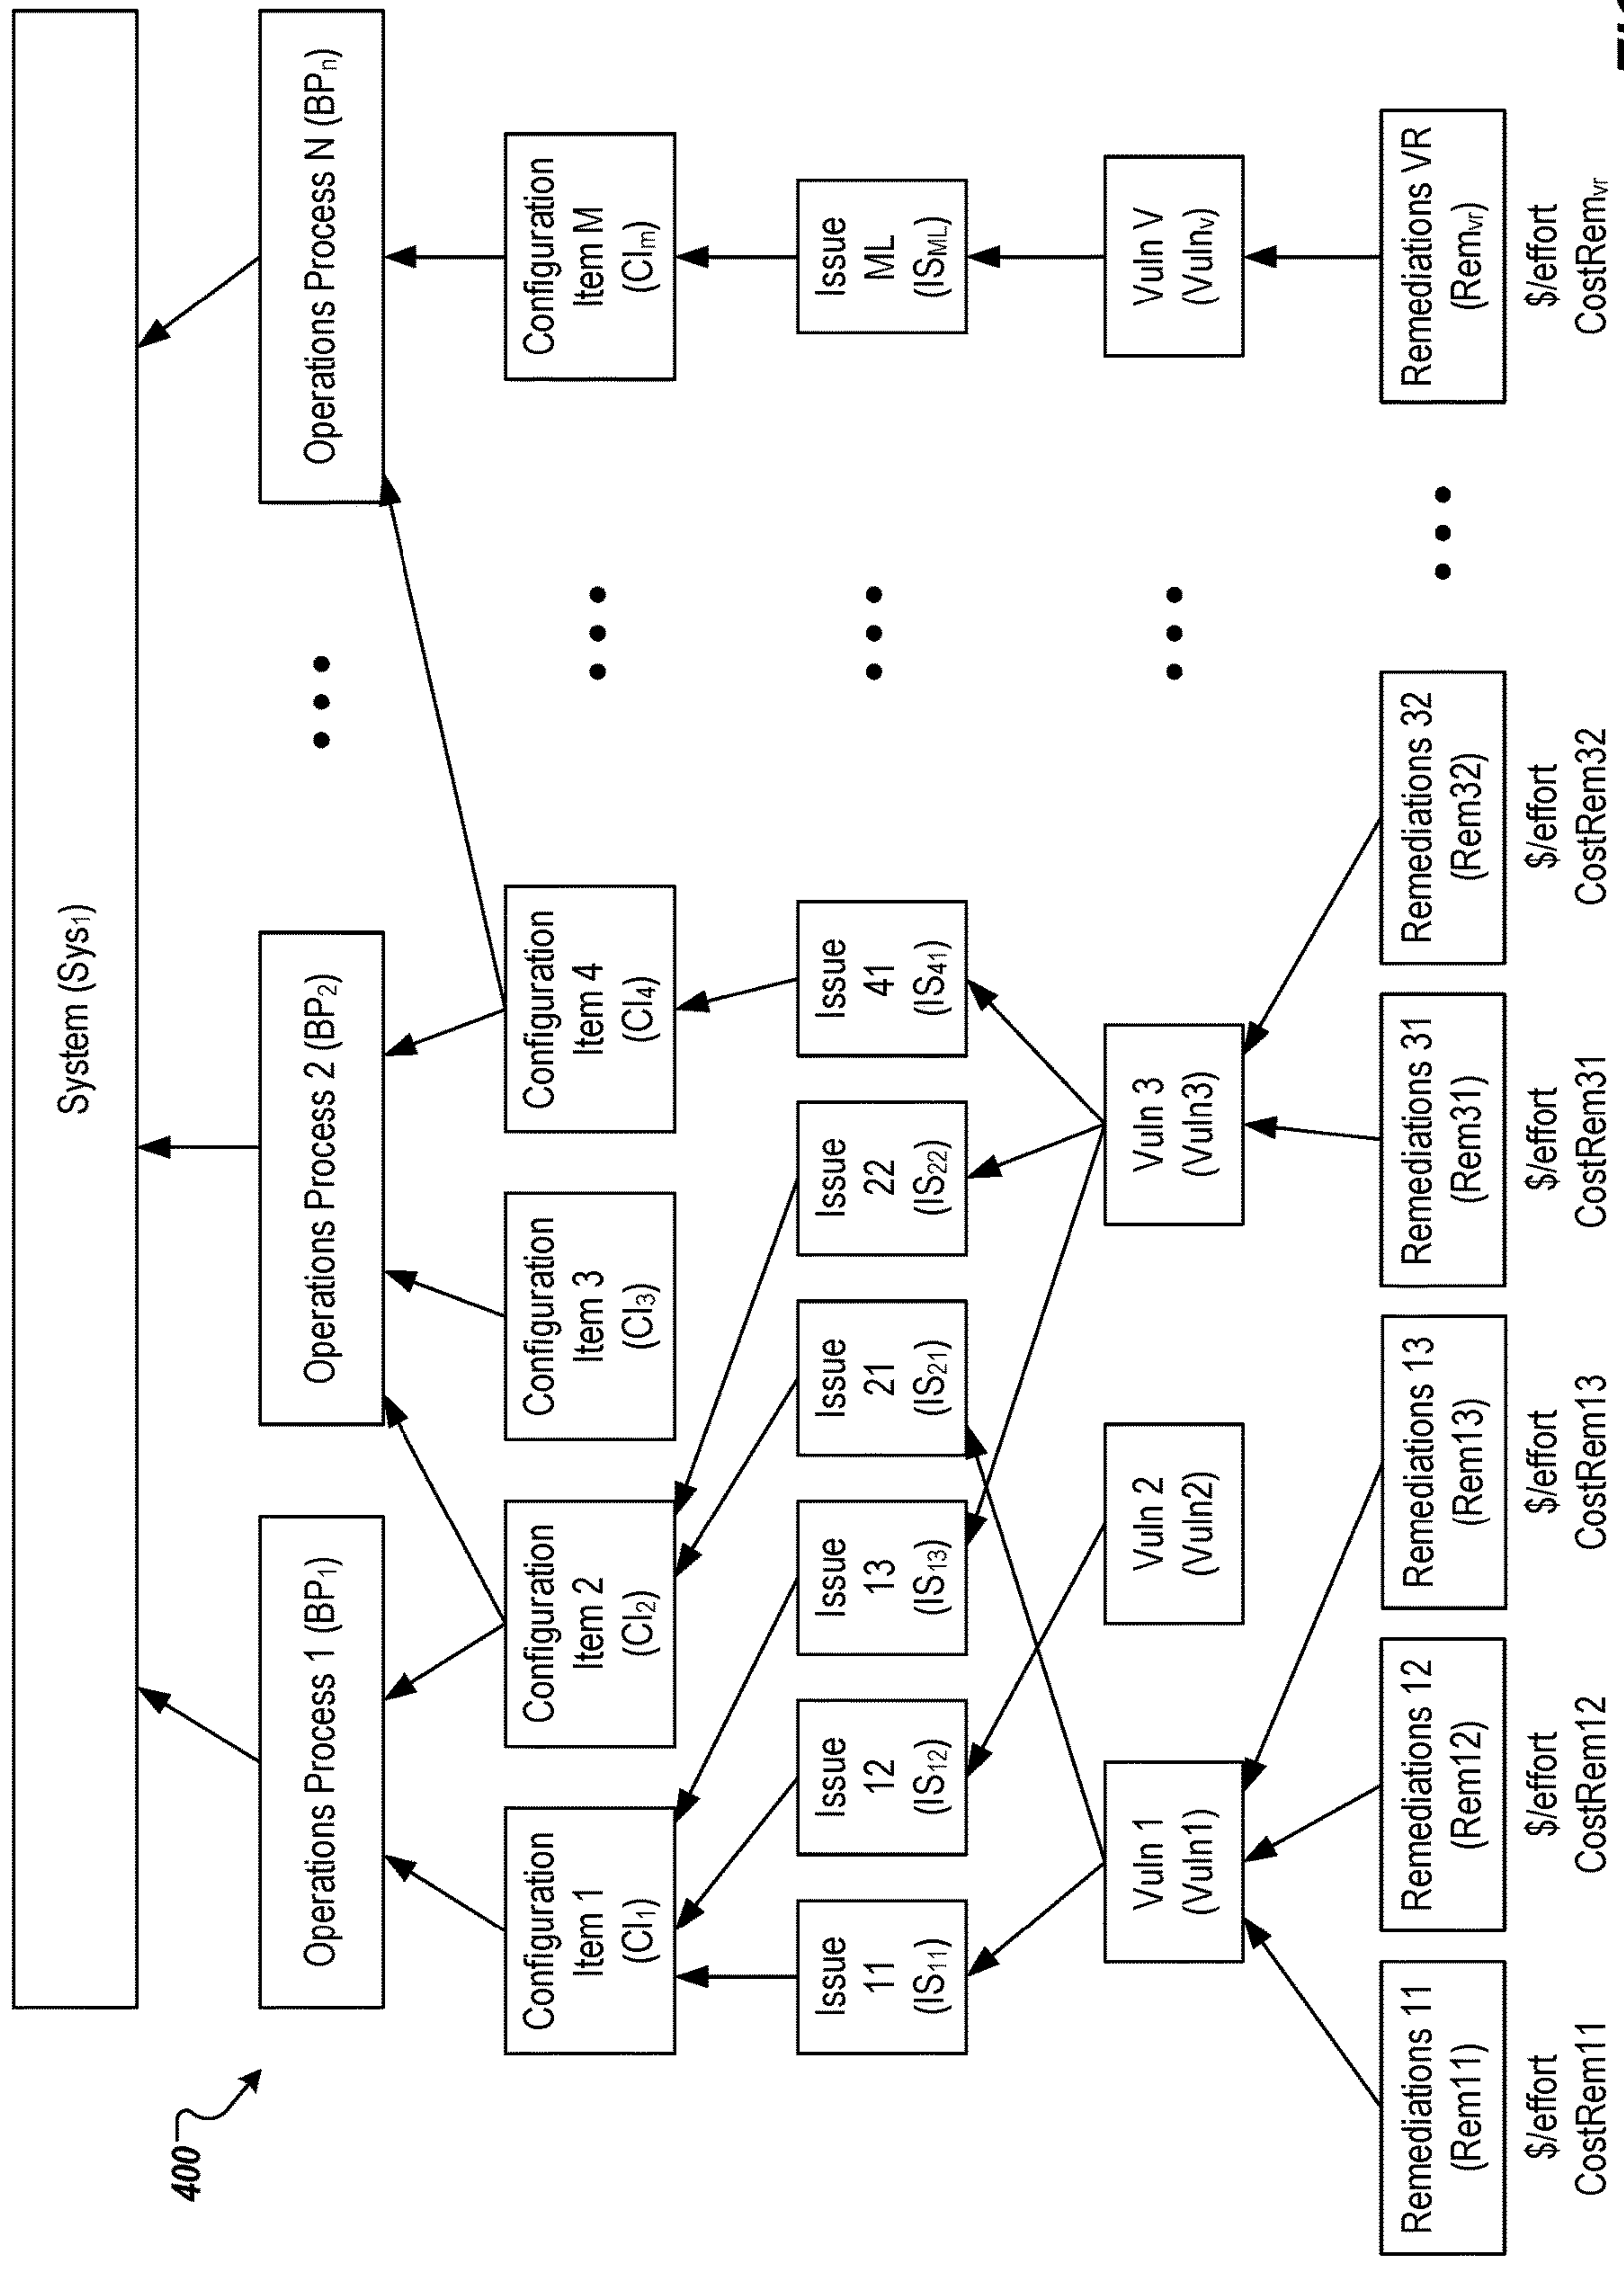 400
System (Sys1)
Operations Process 1 (BP1)
Operations Process 2 (BP2)
Operations Process N (BPn)
Configuration
Item 1
(CI1)
Configuration
Item 2
(CI2)
Configuration
Item 3
(CI3)
Configuration
Item 4
(CI4)
Configuration
Item M
(CIm)
Issue
11
(IS11)
Issue
12
(IS12)
Issue
13
(IS13)
Issue
21
(IS21)
Issue
22
(IS22)
Issue
41
(IS41)
Issue
ML
(ISML)
Vuln 1
(Vuln1)
Vuln 2
(Vuln2)
Vuln 3
(Vuln3)
Vuln V
(Vulnv)
Remediations 11
(Rem11)
Remediations 12
(Rem12)
Remediations 13
(Rem13)
Remediations 31
(Rem31)
Remediations 32
(Rem32)
Remediations VR
(Remvr)
$/effort
CostRem11
$/effort
CostRem12
$/effort
CostRem13
$/effort
CostRem31
$/effort
CostRem32
$/effort
CostRemvr